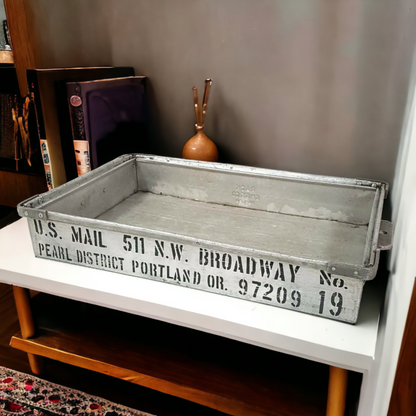 U.S. MAIL 511 N.W. BROADWAY No.
PEARL DISTRICT PORTLAND OR. 97209 19